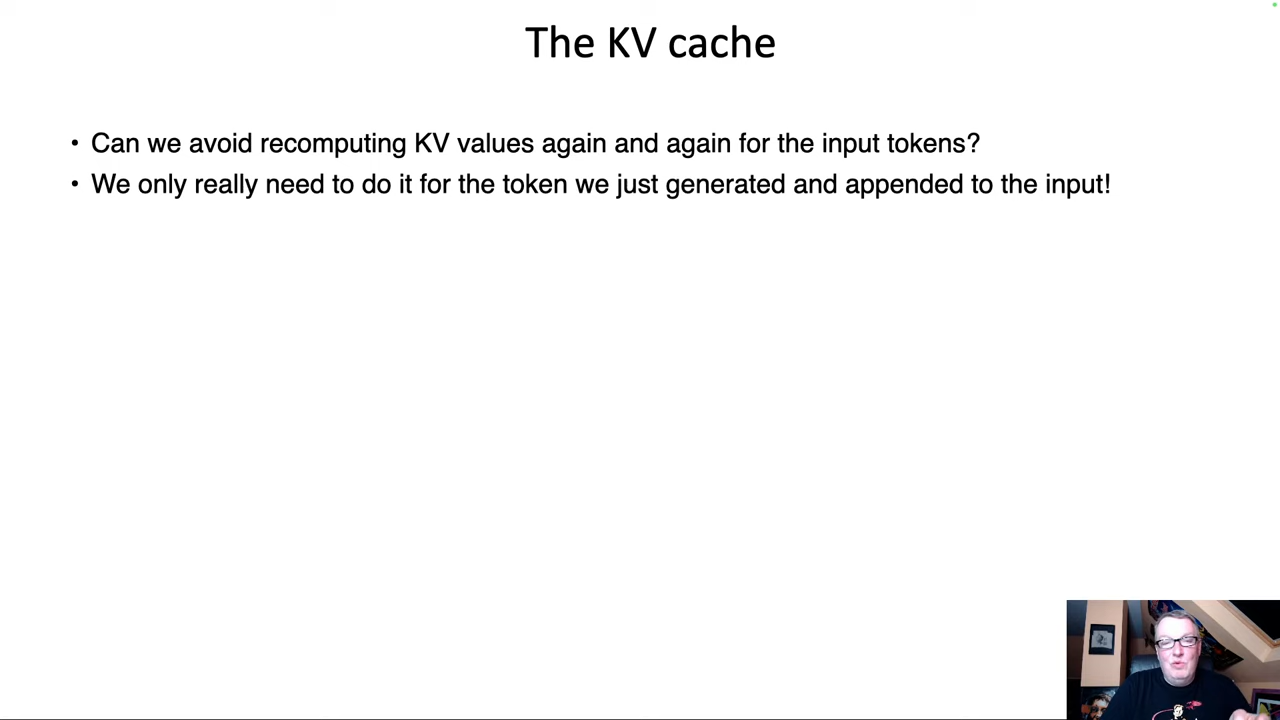 The KV cache
• Can we avoid recomputing KV values again and again for the input tokens?
• We only really need to do it for the token we just generated and appended to the input!